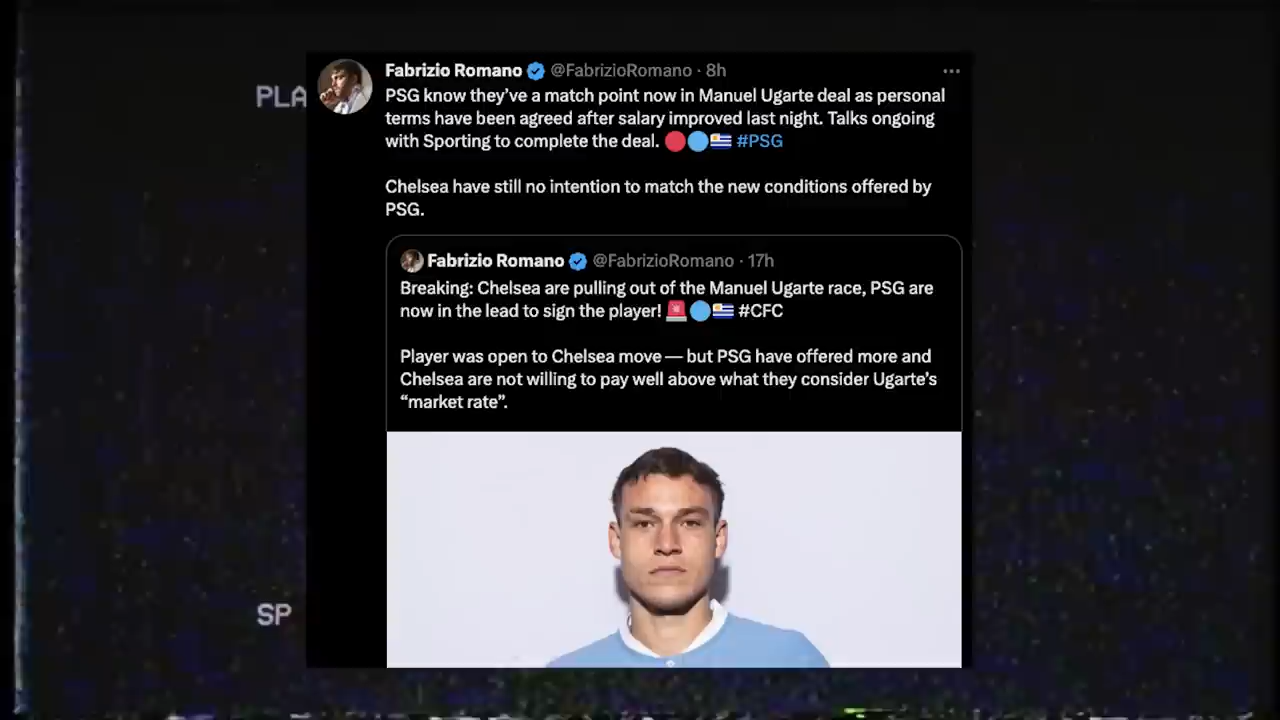 PLA
Fabrizio Romano @FabrizioRomano · 8h
PSG know they've a match point now in Manuel Ugarte deal as personal
terms have been agreed after salary improved last night. Talks ongoing
with Sporting to complete the deal. 🔴🔵🇺🇾 #PSG
Chelsea have still no intention to match the new conditions offered by
PSG.
Fabrizio Romano @FabrizioRomano · 17h
Breaking: Chelsea are pulling out of the Manuel Ugarte race, PSG are
now in the lead to sign the player! 🚨🔵🇺🇾 #CFC
Player was open to Chelsea move — but PSG have offered more and
Chelsea are not willing to pay well above what they consider Ugarte's
“market rate”.
SP